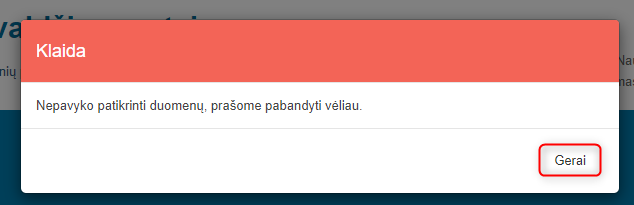 Klaida
Nepavyko patikrinti duomenų, prašome pabandyti vėliau.
Gerai